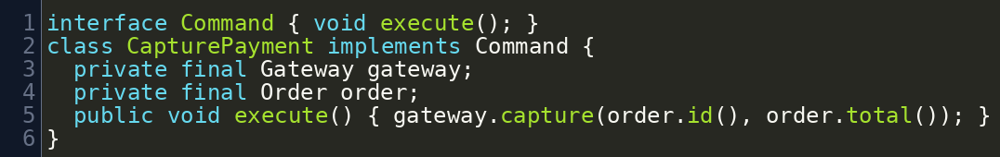 1 interface Command { void execute(); }
2 class CapturePayment implements Command {
3   private final Gateway gateway;
4   private final Order order;
5   public void execute() { gateway.capture(order.id(), order.total()); }
6 }